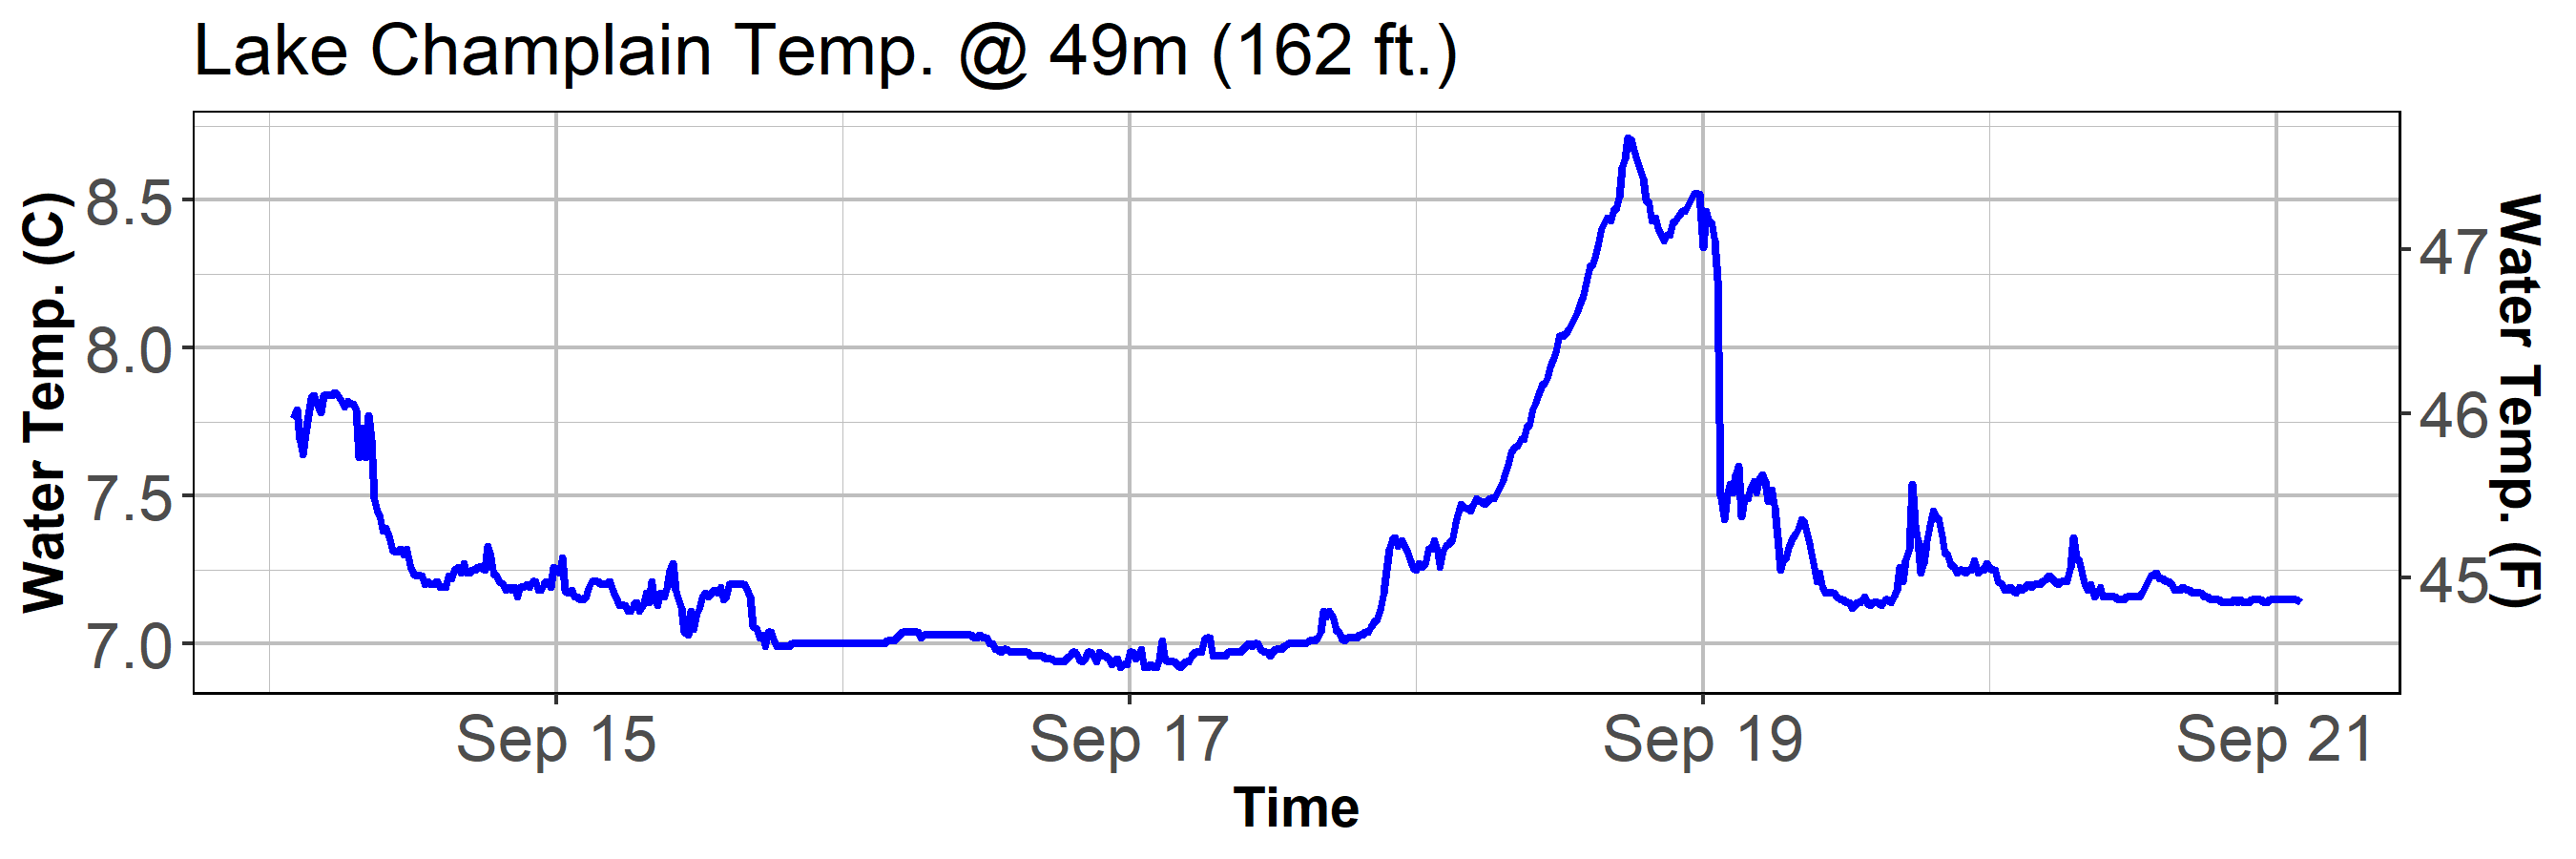 Lake Champlain Temp. @ 49m (162 ft.)
Water Temp. (C)
8.5
8.0
7.5
7.0
47
46
45
Water Temp. (F)
Sep 15
Sep 17
Sep 19
Sep 21
Time